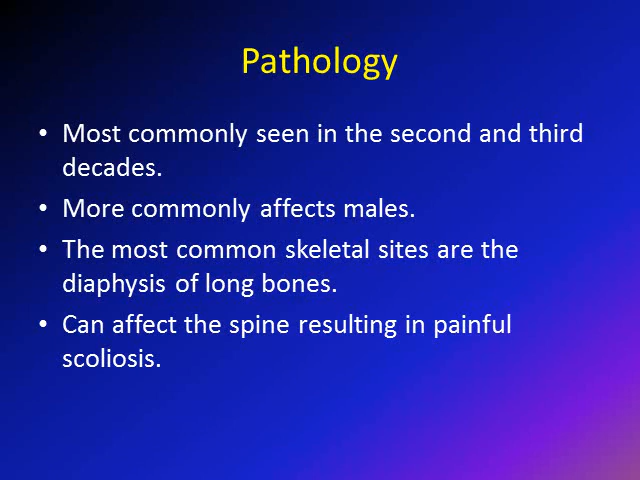 Pathology
• Most commonly seen in the second and third
decades.
• More commonly affects males.
• The most common skeletal sites are the
diaphysis of long bones.
• Can affect the spine resulting in painful
scoliosis.